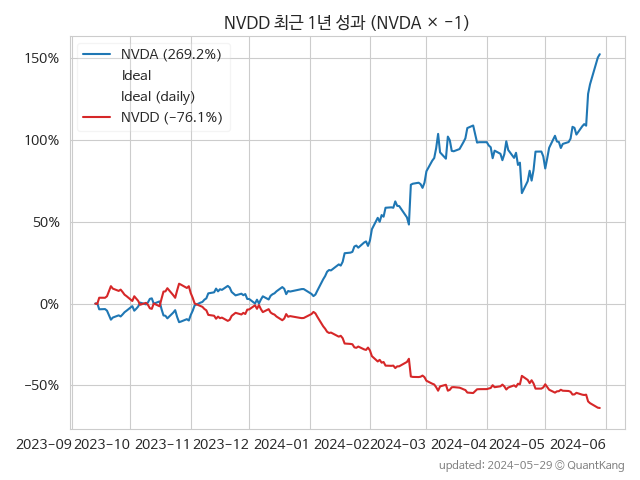 NVDD 최근 1년 성과 (NVDA × −1)
NVDA (269.2%)
Ideal
Ideal (daily)
NVDD (−76.1%)
150%
100%
50%
0%
−50%
2023-09 2023-10 2023-11 2023-12 2024-01 2024-02 2024-03 2024-04 2024-05 2024-06
updated: 2024-05-29 © QuantKang